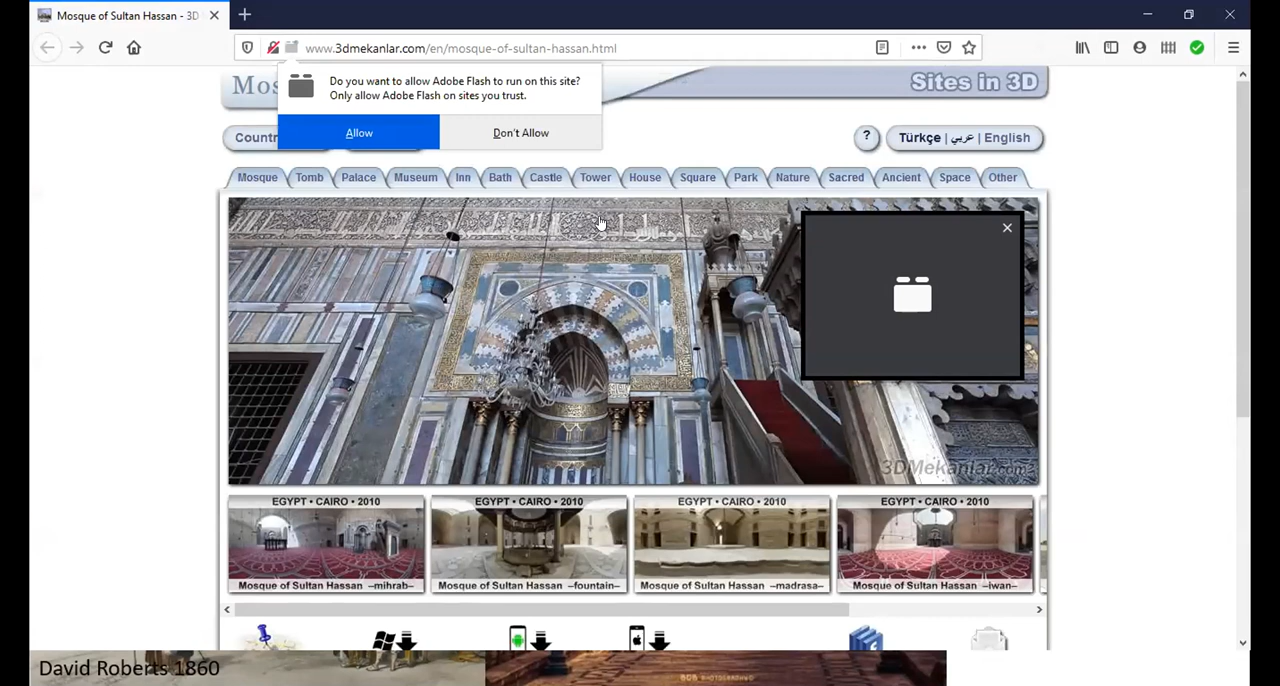 Mosque of Sultan Hassan - 3D
www.3dmekanlar.com/en/mosque-of-sultan-hassan.html
Mos
Sites in 3D
Do you want to allow Adobe Flash to run on this site?
Only allow Adobe Flash on sites you trust.
Allow
Don't Allow
Countr
?
Türkçe | عربي | English
Mosque
Tomb
Palace
Museum
Inn
Bath
Castle
Tower
House
Square
Park
Nature
Sacred
Ancient
Space
Other
3DMekanlar.com
EGYPT • CAIRO • 2010
EGYPT • CAIRO • 2010
EGYPT • CAIRO • 2010
EGYPT • CAIRO • 2010
Mosque of Sultan Hassan –mihrab–
Mosque of Sultan Hassan –fountain–
Mosque of Sultan Hassan –madrasa–
Mosque of Sultan Hassan –iwan–
David Roberts 1860